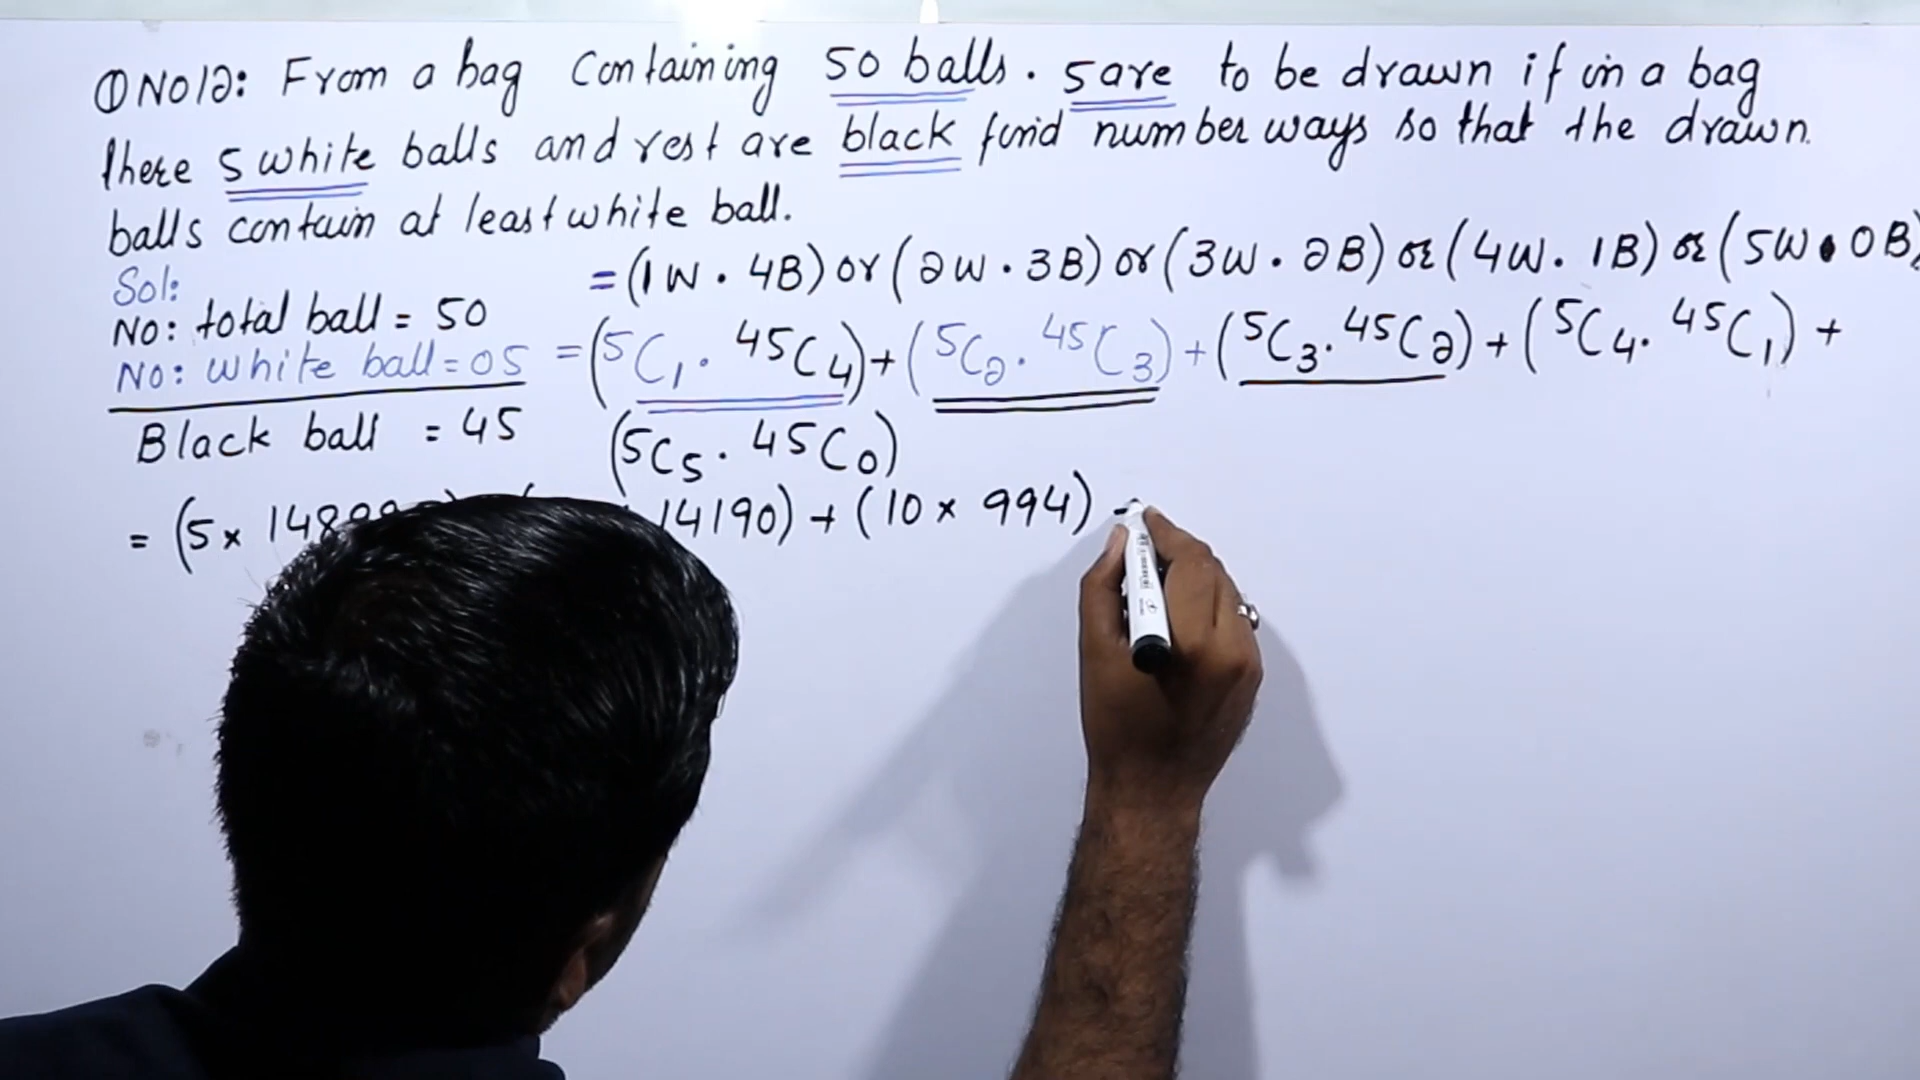 QNo12: From a bag Containing 50 balls. 5 are to be drawn if in a bag
there 5 white balls and rest are black find number ways so that the drawn.
balls contain at least white ball.
Sol:
= (1W . 4B) or (2W . 3B) or (3W . 2B) or (4W . 1B) or (5W . 0B)
No: total ball = 50
No: white ball = 05
= (⁵C₁ . ⁴⁵C₄) + (⁵C₂ . ⁴⁵C₃) + (⁵C₃ . ⁴⁵C₂) + (⁵C₄ . ⁴⁵C₁) +
Black ball = 45
(⁵C₅ . ⁴⁵C₀)
= (5 × 14190) + (10 × 994)